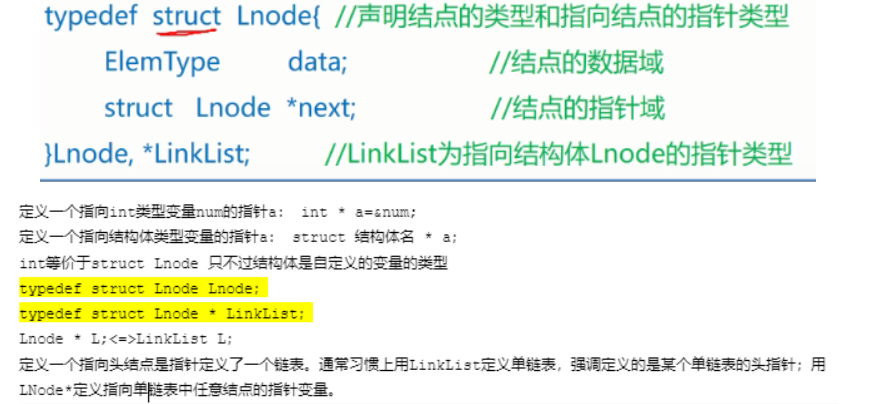 typedef struct Lnode{ //声明结点的类型和指向结点的指针类型
ElemType data; //结点的数据域
struct Lnode *next; //结点的指针域
}Lnode, *LinkList; //LinkList为指向结构体Lnode的指针类型
定义一个指向int类型变量num的指针a: int * a=&num;
定义一个指向结构体类型变量的指针a: struct 结构体名 * a;
int等价于struct Lnode 只不过结构体是自定义的变量的类型
typedef struct Lnode Lnode;
typedef struct Lnode * LinkList;
Lnode * L;<=>LinkList L;
定义一个指向头结点是指针定义了一个链表。通常习惯上用LinkList定义单链表，强调定义的是某个单链表的头指针；用
LNode*定义指向单链表中任意结点的指针变量。